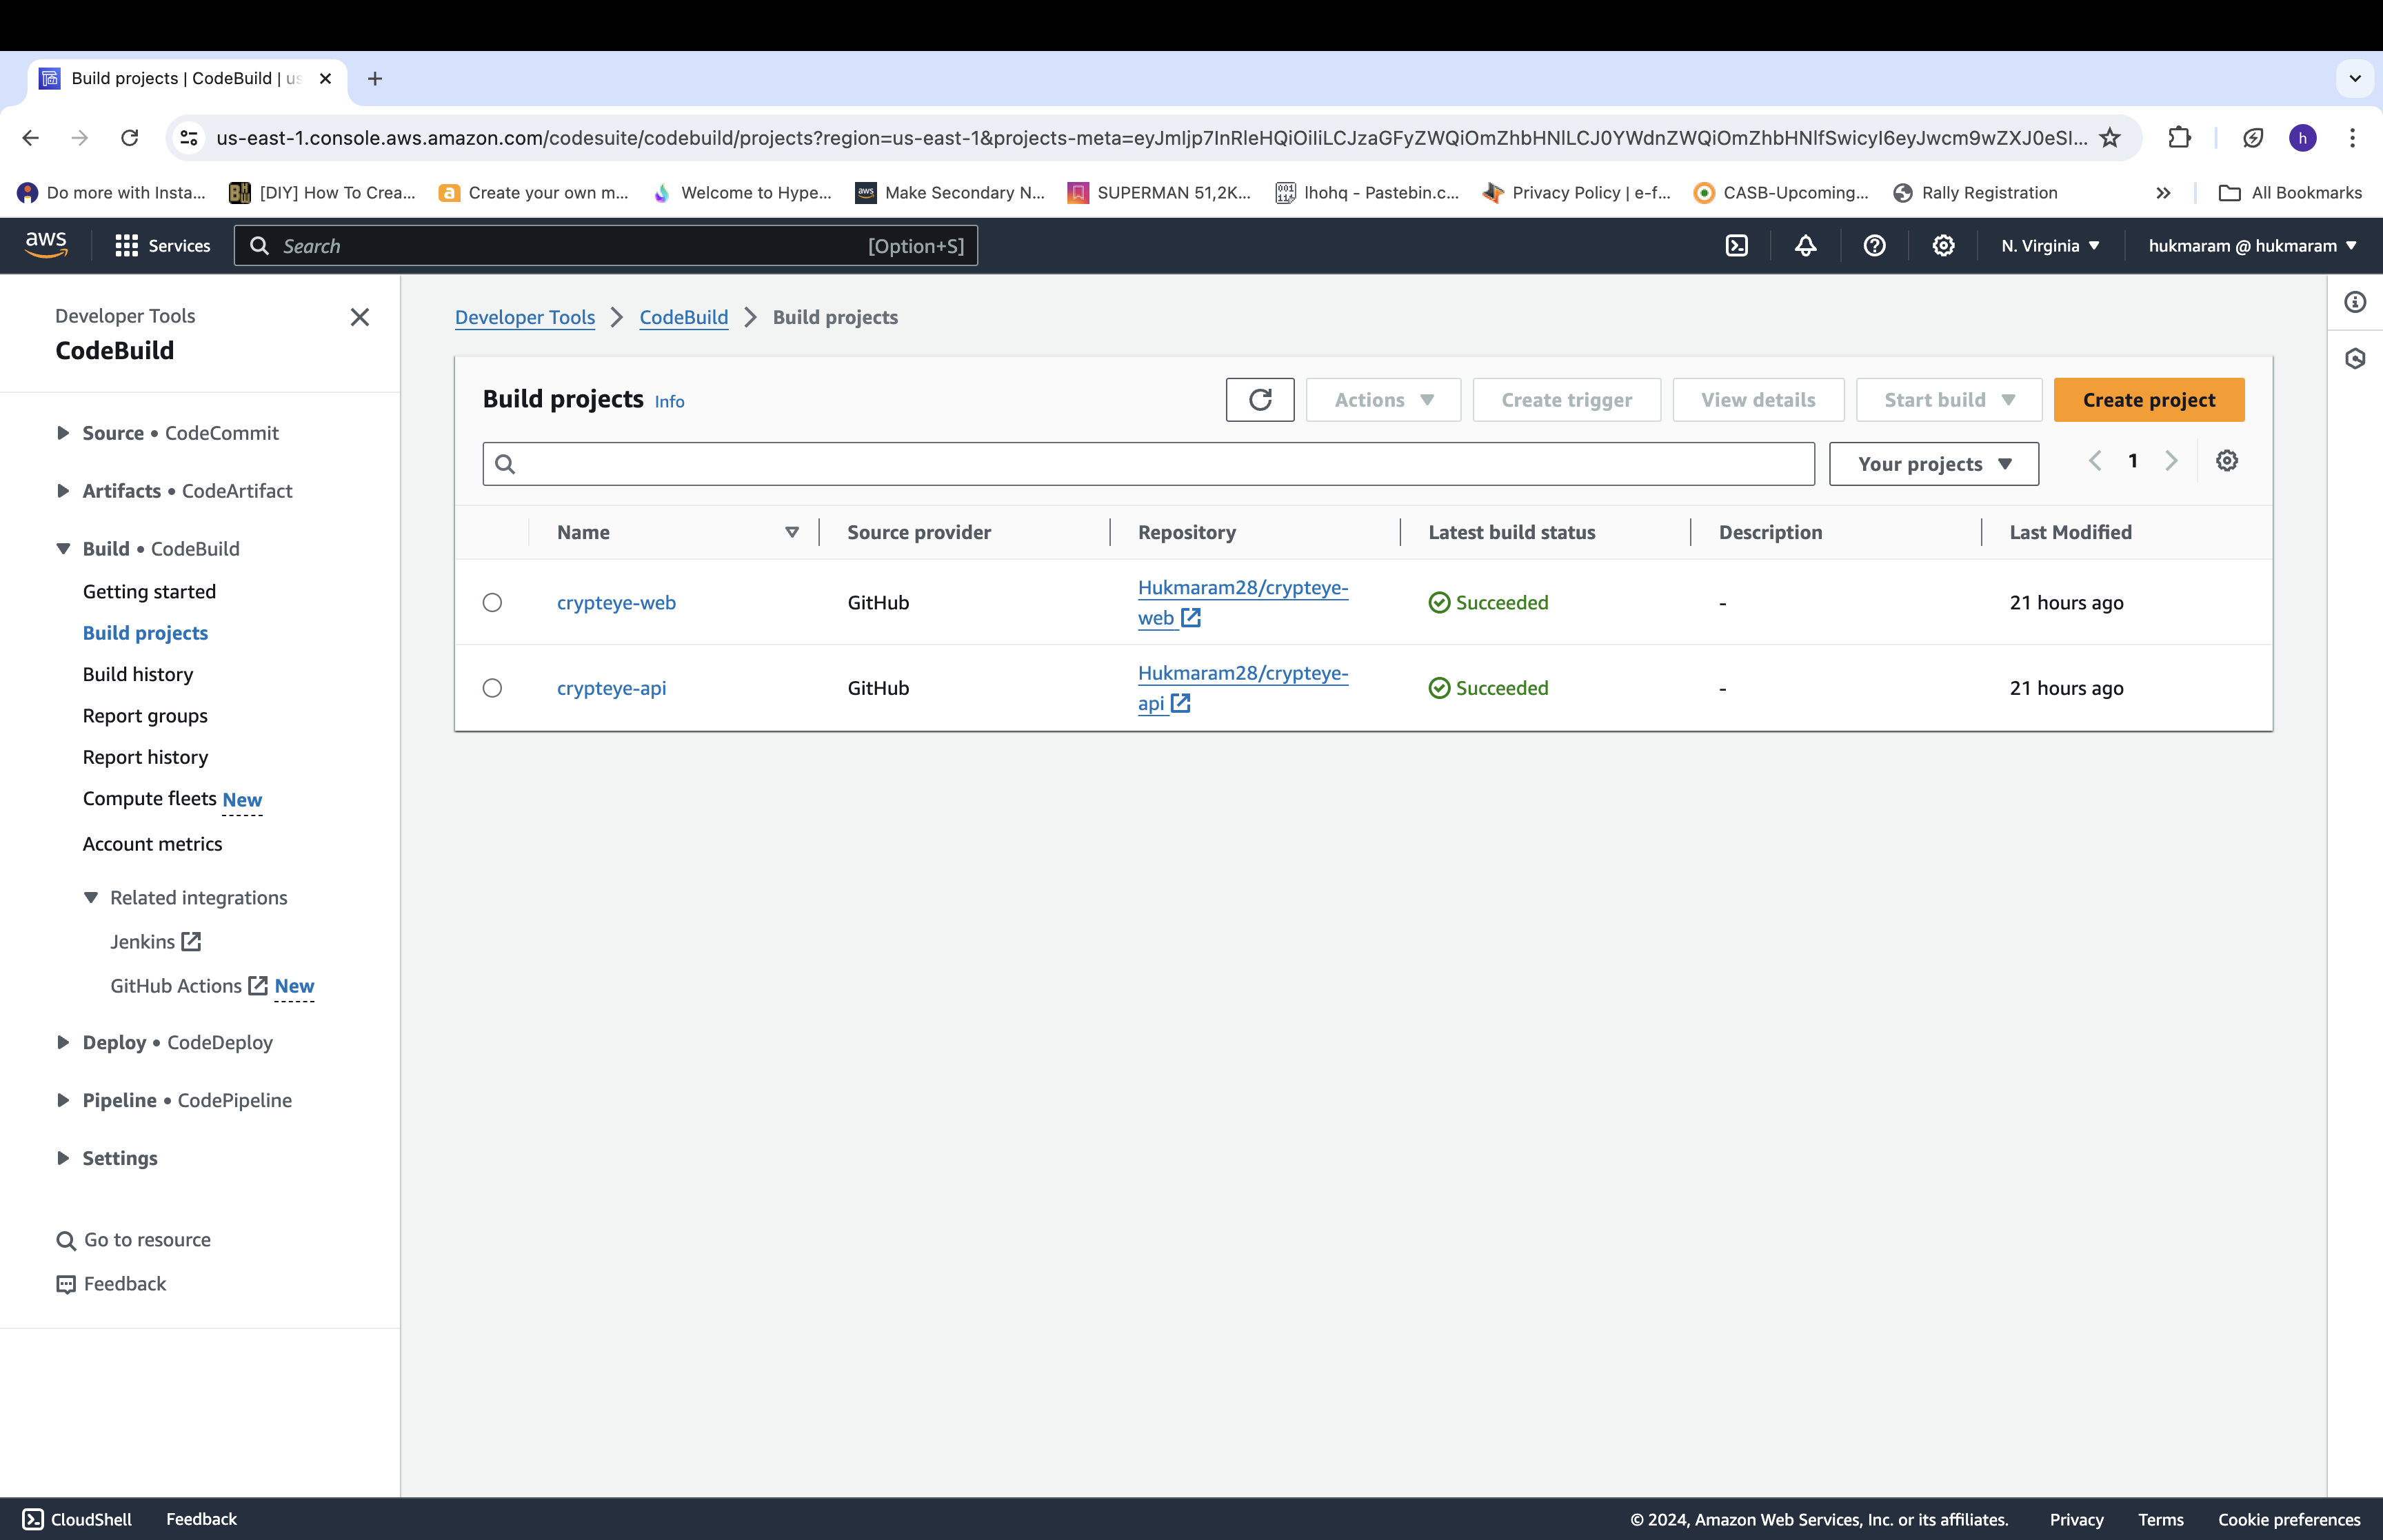 Build projects | CodeBuild | us
us-east-1.console.aws.amazon.com/codesuite/codebuild/projects?region=us-east-1&projects-meta=eyJmIjp7InRleHQiOiIiLCJzaGFyZWQiOmZhbHNlLCJ0YWdnZWQiOmZhbHNlfSwicyI6eyJwcm9wZXJ0eSI...
h
Do more with Insta...
[DIY] How To Crea...
Create your own m...
Welcome to Hype...
Make Secondary N...
SUPERMAN 51,2K...
lhohq - Pastebin.c...
Privacy Policy | e-f...
CASB-Upcoming...
Rally Registration
All Bookmarks
aws
Services
Search
[Option+S]
N. Virginia
hukmaram @ hukmaram
Developer Tools
CodeBuild
Source • CodeCommit
Artifacts • CodeArtifact
Build • CodeBuild
Getting started
Build projects
Build history
Report groups
Report history
Compute fleets New
Account metrics
Related integrations
Jenkins
GitHub Actions New
Deploy • CodeDeploy
Pipeline • CodePipeline
Settings
Go to resource
Feedback
Developer Tools > CodeBuild > Build projects
Build projects Info
Actions
Create trigger
View details
Start build
Create project
Your projects
1
Name Source provider Repository Latest build status Description Last Modified
crypteye-web GitHub Hukmaram28/crypteye-
web Succeeded - 21 hours ago
crypteye-api GitHub Hukmaram28/crypteye-
api Succeeded - 21 hours ago
CloudShell Feedback © 2024, Amazon Web Services, Inc. or its affiliates. Privacy Terms Cookie preferences